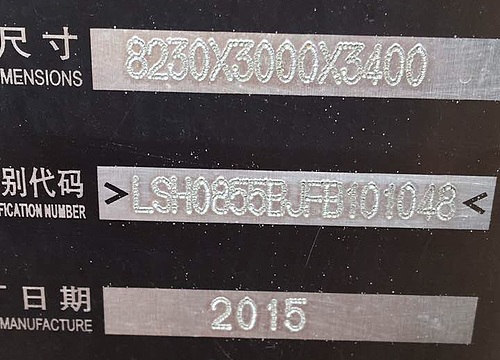 尺寸 8230X3000X3400
MENSIONS
别代码 >LSH0855BJFB101048<
FICATION NUMBER
日期 2015
MANUFACTURE